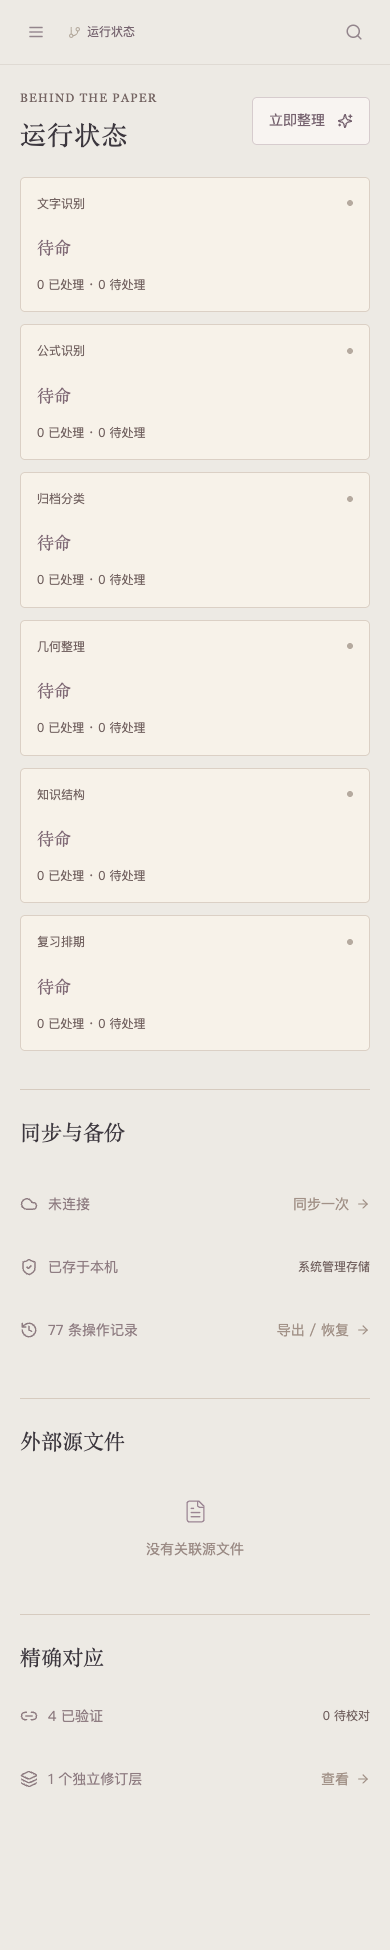 运行状态
BEHIND THE PAPER
运行状态
立即整理
文字识别
待命
0 已处理 · 0 待处理
公式识别
待命
0 已处理 · 0 待处理
归档分类
待命
0 已处理 · 0 待处理
几何整理
待命
0 已处理 · 0 待处理
知识结构
待命
0 已处理 · 0 待处理
复习排期
待命
0 已处理 · 0 待处理
同步与备份
未连接
同步一次
已存于本机
系统管理存储
77 条操作记录
导出 / 恢复
外部源文件
没有关联源文件
精确对应
4 已验证
0 待校对
1 个独立修订层
查看